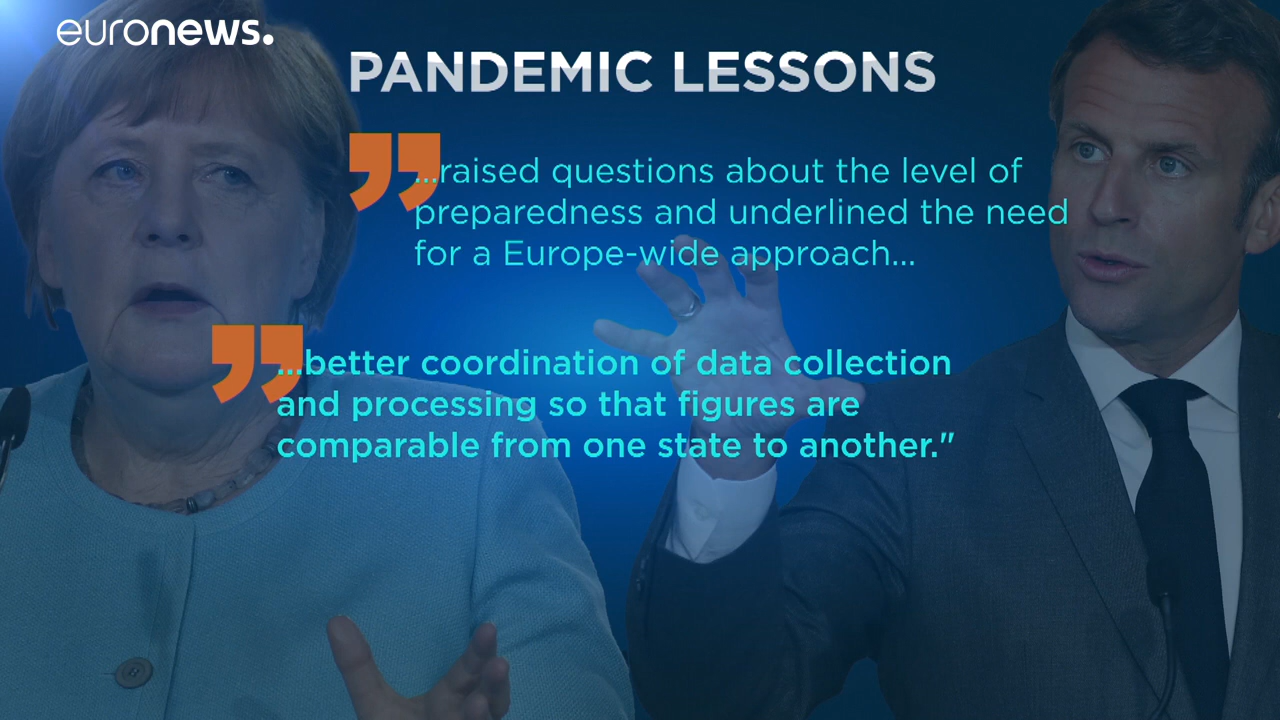 euronews.
PANDEMIC LESSONS
...raised questions about the level of
preparedness and underlined the need
for a Europe-wide approach...
...better coordination of data collection
and processing so that figures are
comparable from one state to another."